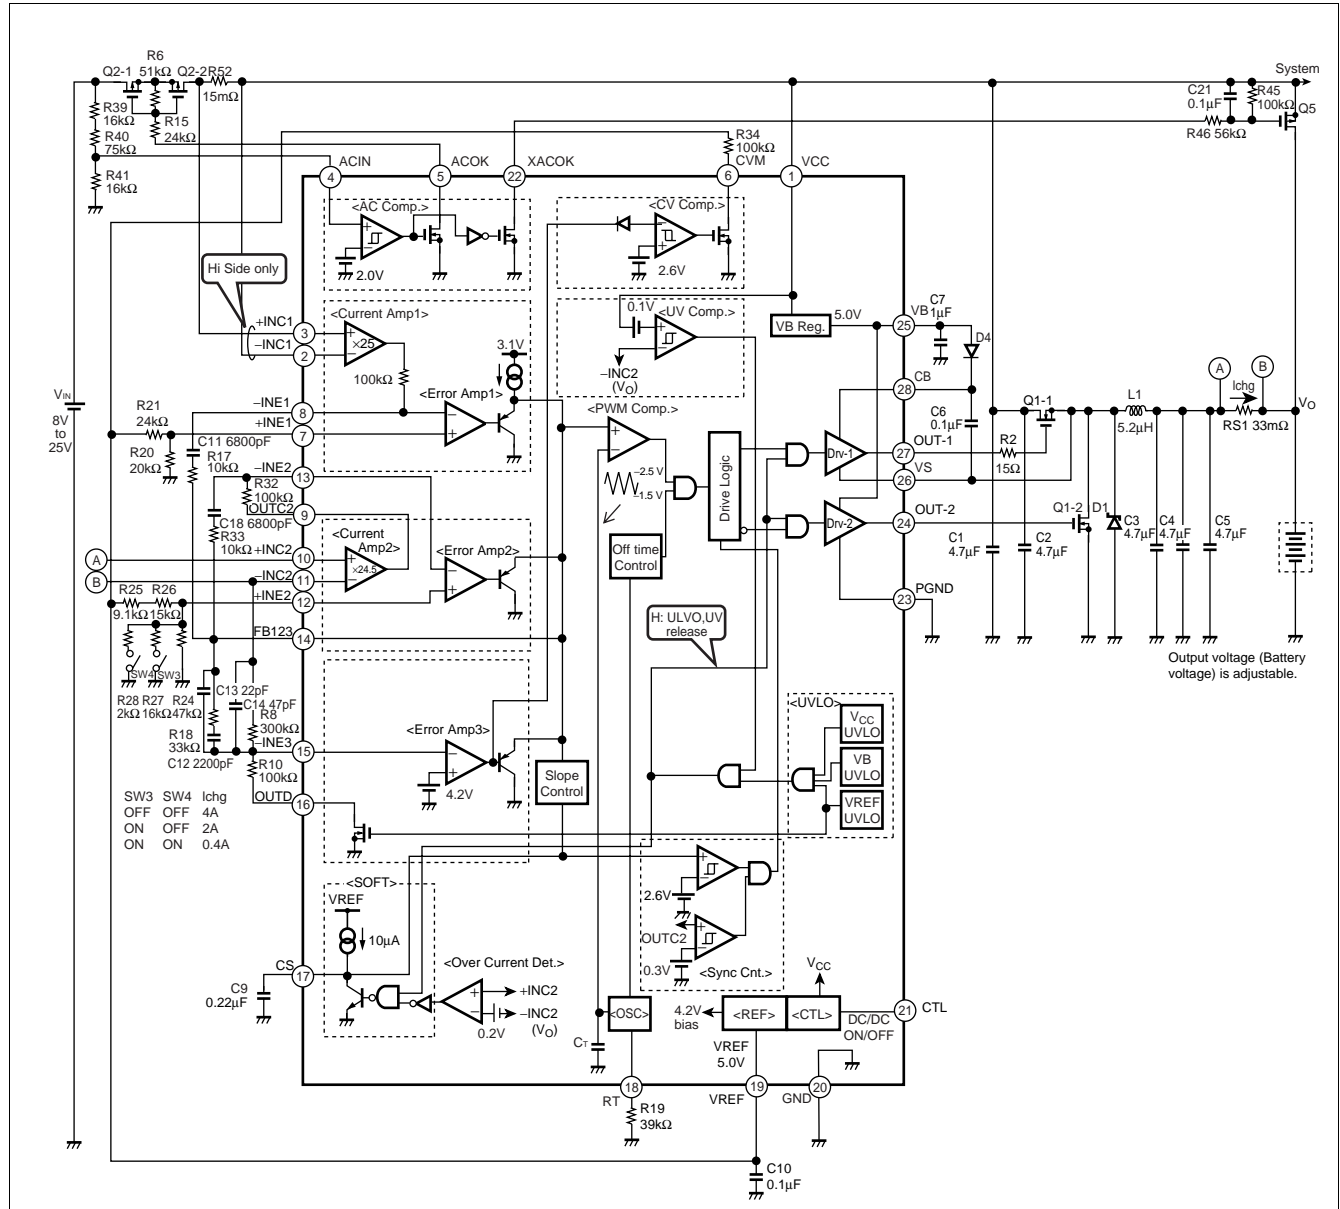 R6
51kΩ
Q2-1
Q2-2
R52
15mΩ
R39
16kΩ
R15
24kΩ
R40
75kΩ
R41
16kΩ
System
C21
0.1μF
R45
100kΩ
Q5
R46 56kΩ
R34
100kΩ
ACIN
4
ACOK
5
XACOK
22
CVM
6
VCC
1
<AC Comp.>
+
−
2.0V
<CV Comp.>
−
+
2.6V
Hi Side only
0.1V
+
−
<UV Comp.>
−INC2
(VO)
VB Reg.
5.0V
VB
25
C7
1μF
D4
+INC1
3
−INC1
2
<Current Amp1>
+
×25
−
100kΩ
3.1V
<Error Amp1>
−
+
CB
28
C6
0.1μF
−INE1
8
+INE1
7
VIN
8V
to
25V
R21
24kΩ
R20
20kΩ
C11 6800pF
R17
10kΩ
<PWM Comp.>
+
−
−2.5 V
−1.5 V
Drive Logic
Drv-1
Drv-2
OUT-1
27
VS
26
OUT-2
24
R2
15Ω
Q1-1
L1
5.2μH
A
Ichg
B
VO
RS1 33mΩ
−INE2
13
R32
100kΩ
OUTC2
9
C18 6800pF
R33
10kΩ
+INC2
10
−INC2
11
+INE2
12
A
B
<Current
Amp2>
+
×24.5
−
<Error Amp2>
−
+
Off time
Control
Q1-2
D1
C1
4.7μF
C2
4.7μF
C3
4.7μF
C4
4.7μF
C5
4.7μF
PGND
23
R25
9.1kΩ
R26
15kΩ
FB123
14
H: ULVO,UV
release
Output voltage (Battery
voltage) is adjustable.
SW4
SW3
R28
2kΩ
R27
16kΩ
R24
47kΩ
C13 22pF
C14 47pF
R8
300kΩ
R18
33kΩ
C12 2200pF
−INE3
15
R10
100kΩ
OUTD
16
<Error Amp3>
−
+
4.2V
Slope
Control
<UVLO>
VCC
UVLO
VB
UVLO
VREF
UVLO
SW3 SW4 Ichg
OFF OFF 4A
ON OFF 2A
ON ON 0.4A
<SOFT>
VREF
10μA
CS
17
C9
0.22μF
<Over Current Det.>
+
−
+INC2
−INC2
(VO)
0.2V
+
−
2.6V
OUTC2
+
−
0.3V
<Sync Cnt.>
CT
<OSC>
4.2V
bias
<REF>
<CTL>
VCC
DC/DC
ON/OFF
21
CTL
VREF
5.0V
RT
18
R19
39kΩ
VREF
19
GND
20
C10
0.1μF